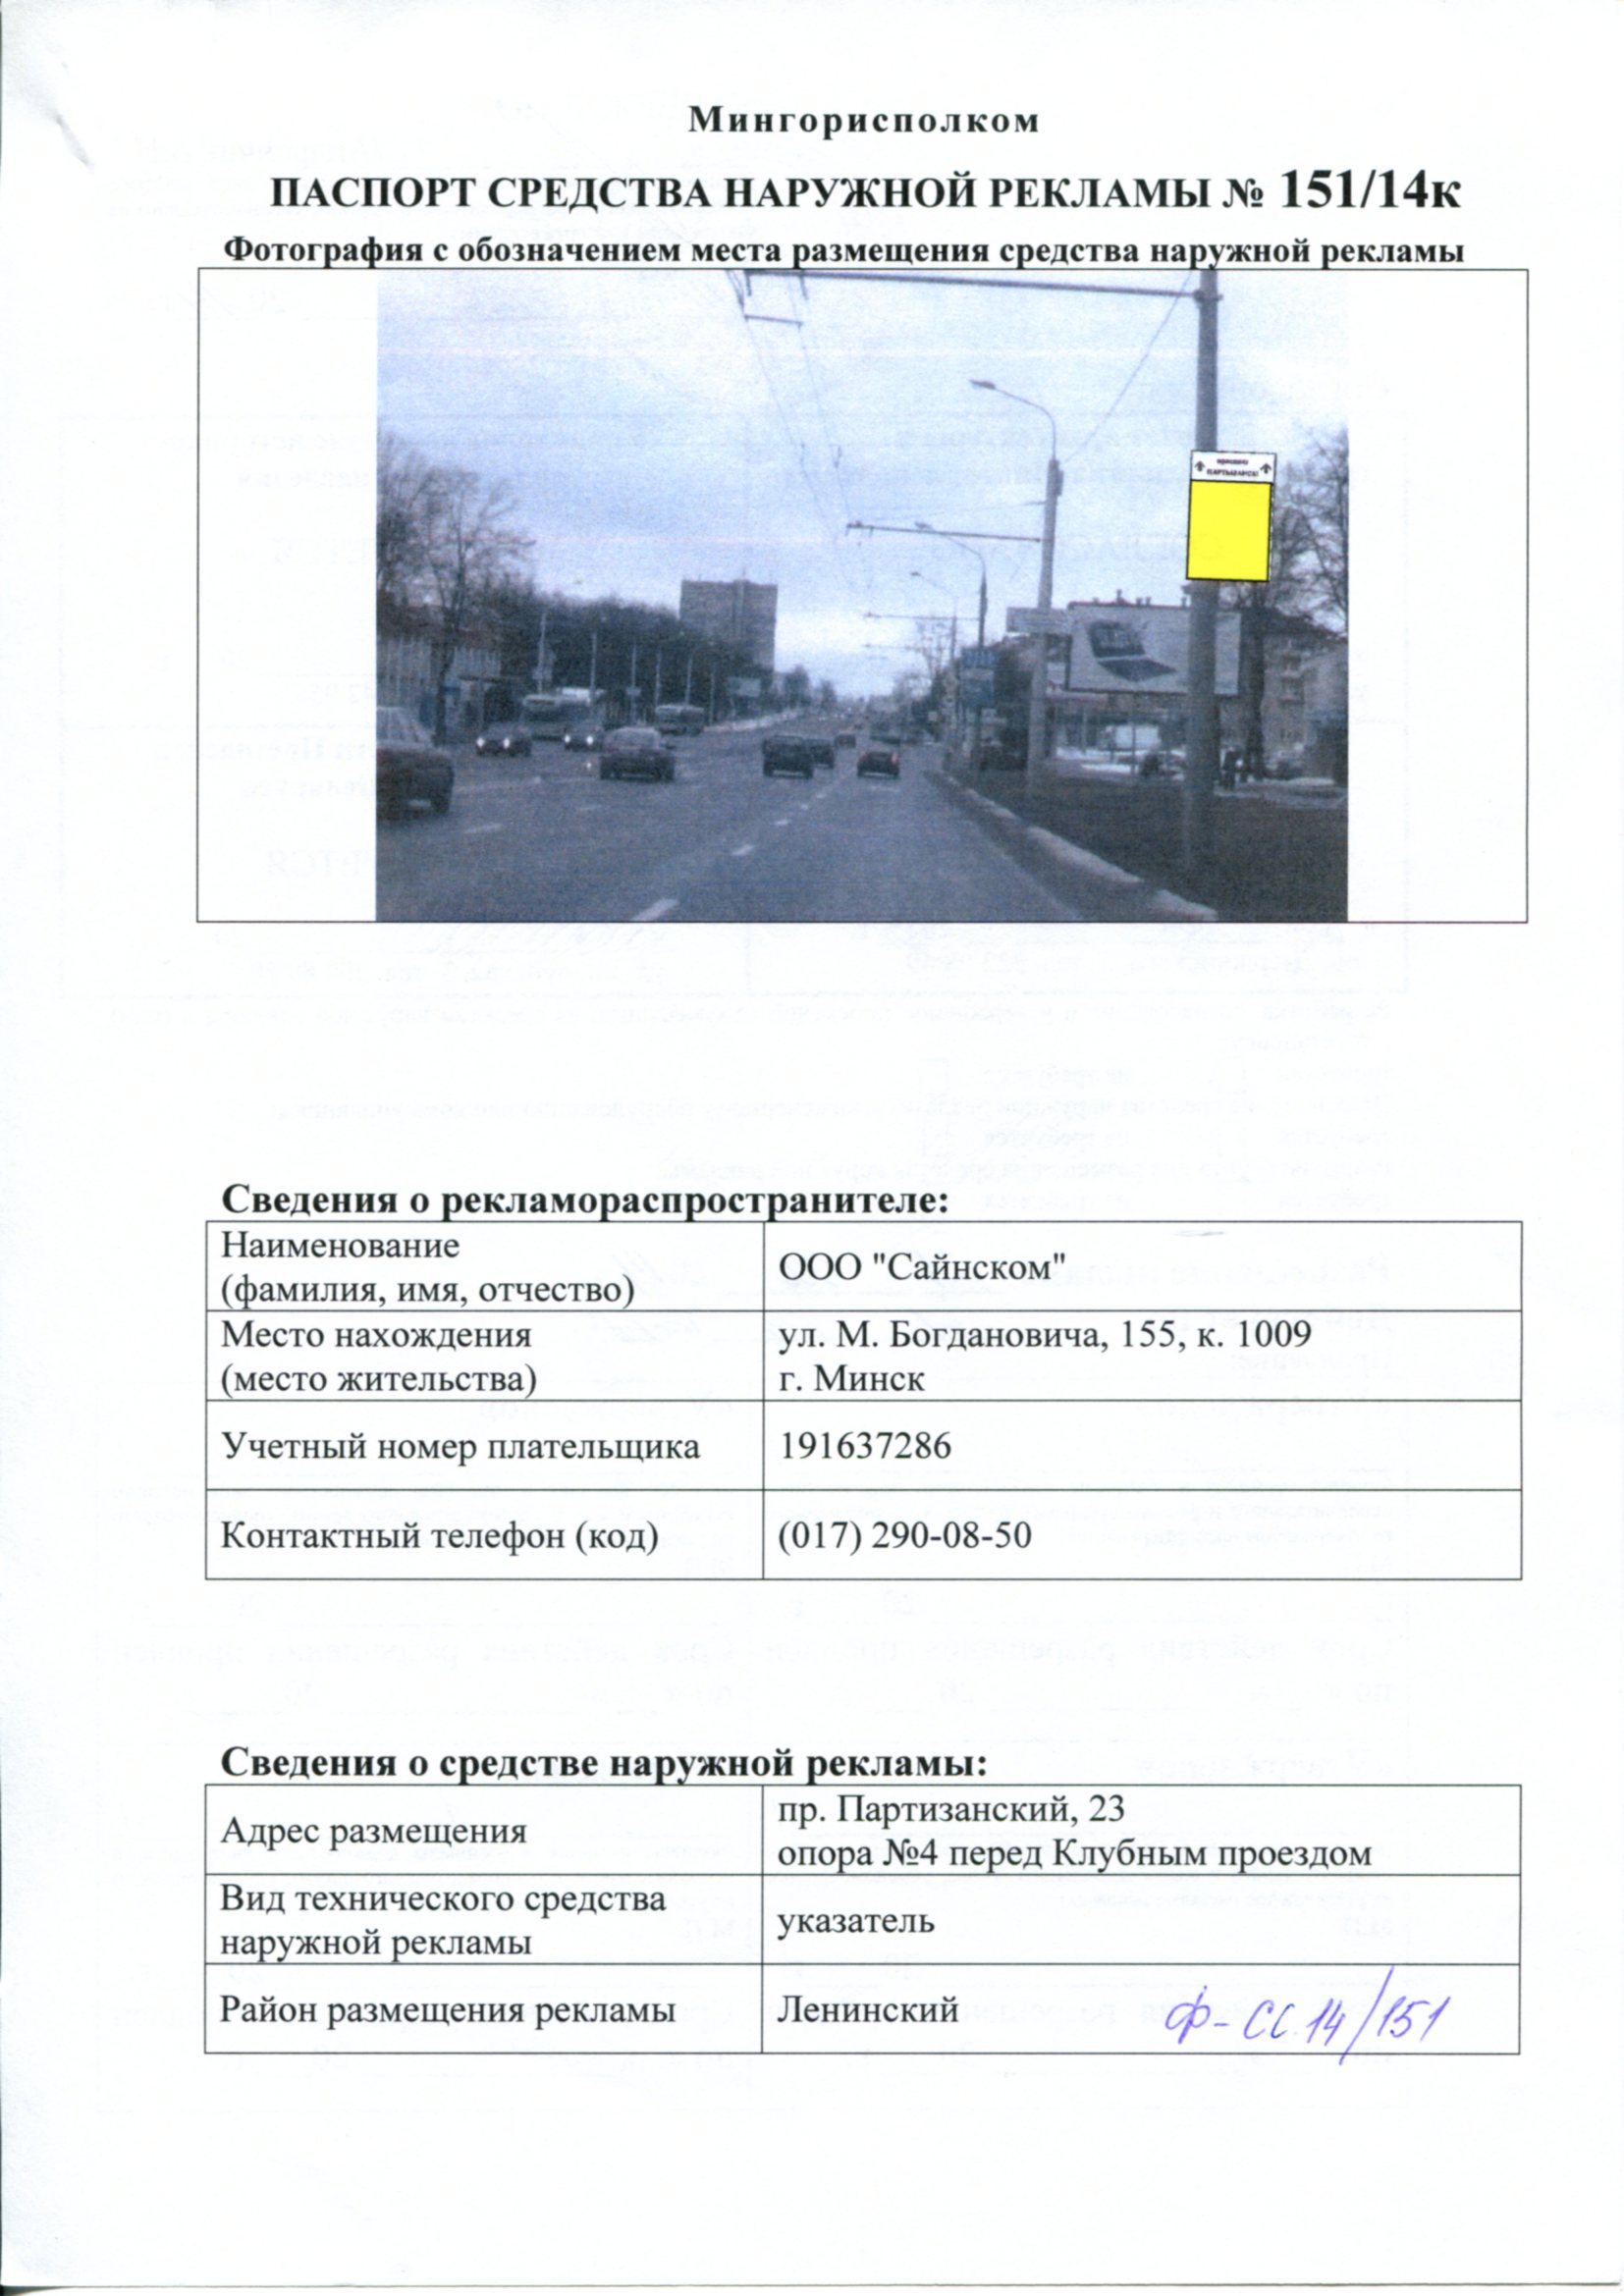 Мингорисполком
ПАСПОРТ СРЕДСТВА НАРУЖНОЙ РЕКЛАМЫ № 151/14к
Фотография с обозначением места размещения средства наружной рекламы
Сведения о рекламораспространителе:
Наименование
(фамилия, имя, отчество)
ООО "Сайнском"
Место нахождения
(место жительства)
ул. М. Богдановича, 155, к. 1009
г. Минск
Учетный номер плательщика
191637286
Контактный телефон (код)
(017) 290-08-50
Сведения о средстве наружной рекламы:
Адрес размещения
пр. Партизанский, 23
опора №4 перед Клубным проездом
Вид технического средства
наружной рекламы
указатель
Район размещения рекламы
Ленинский
ф-СС 14/151